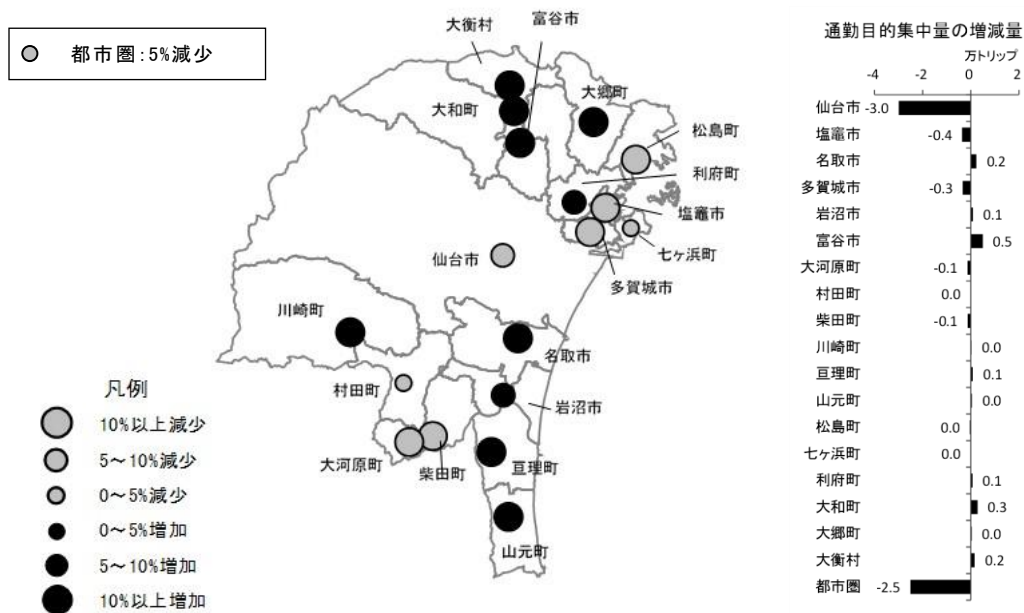 都市圏:5%減少
大衡村
富谷市
大和町
大郷町
松島町
利府町
塩竈市
七ヶ浜町
多賀城市
仙台市
川崎町
名取市
村田町
岩沼市
大河原町
柴田町
亘理町
山元町
凡例
10%以上減少
5～10%減少
0～5%減少
0～5%増加
5～10%増加
10%以上増加
通勤目的集中量の増減量
万トリップ
-4 -2 0 2
仙台市 -3.0
塩竈市 -0.4
名取市 0.2
多賀城市 -0.3
岩沼市 0.1
富谷市 0.5
大河原町 -0.1
村田町 0.0
柴田町 -0.1
川崎町 0.0
亘理町 0.1
山元町 0.0
松島町 0.0
七ヶ浜町 0.0
利府町 0.1
大和町 0.3
大郷町 0.0
大衡村 0.2
都市圏 -2.5